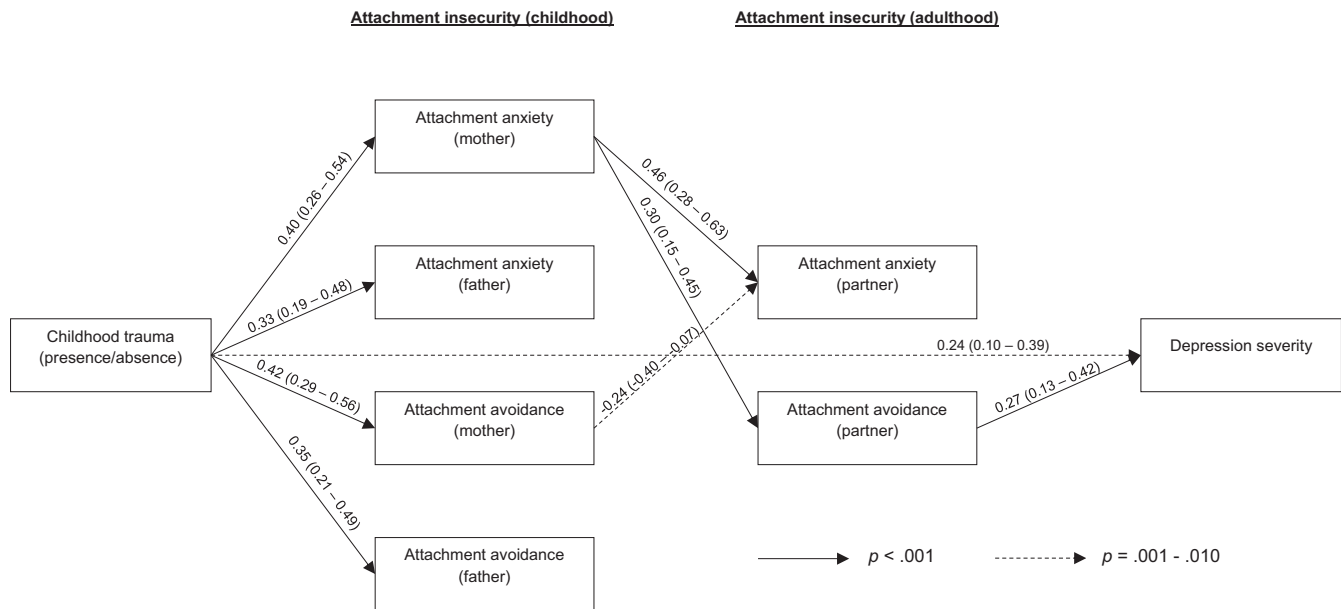 Attachment insecurity (childhood)
Attachment insecurity (adulthood)
Attachment anxiety
(mother)
0.40 (0.26 – 0.54)
0.46 (0.28 – 0.63)
0.30 (0.15 – 0.45)
Attachment anxiety
(father)
Attachment anxiety
(partner)
0.33 (0.19 – 0.48)
Childhood trauma
(presence/absence)
-0.24 (-0.40 – -0.07)
0.24 (0.10 – 0.39)
Depression severity
0.42 (0.29 – 0.56)
Attachment avoidance
(mother)
Attachment avoidance
(partner)
0.27 (0.13 – 0.42)
0.35 (0.21 – 0.49)
Attachment avoidance
(father)
p < .001
p = .001 - .010